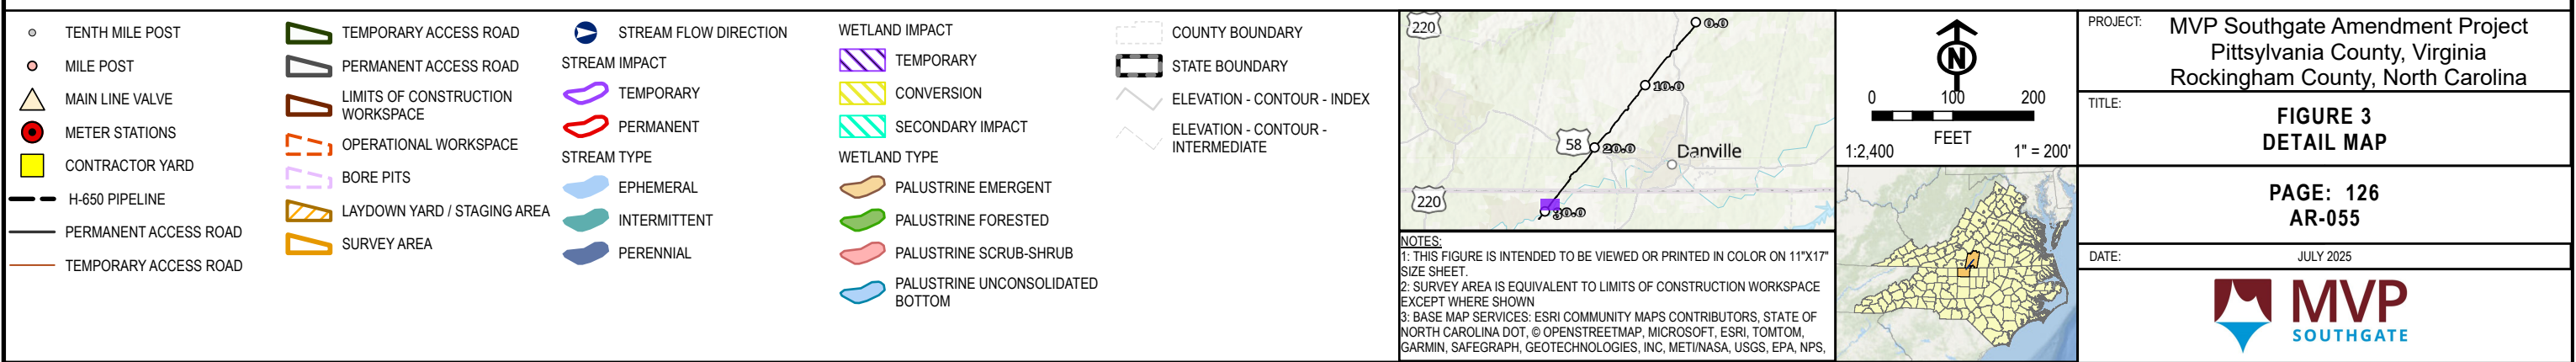 TENTH MILE POST
MILE POST
MAIN LINE VALVE
METER STATIONS
CONTRACTOR YARD
H-650 PIPELINE
PERMANENT ACCESS ROAD
TEMPORARY ACCESS ROAD
TEMPORARY ACCESS ROAD
PERMANENT ACCESS ROAD
LIMITS OF CONSTRUCTION
WORKSPACE
OPERATIONAL WORKSPACE
BORE PITS
LAYDOWN YARD / STAGING AREA
SURVEY AREA
STREAM FLOW DIRECTION
STREAM IMPACT
TEMPORARY
PERMANENT
STREAM TYPE
EPHEMERAL
INTERMITTENT
PERENNIAL
WETLAND IMPACT
TEMPORARY
CONVERSION
SECONDARY IMPACT
WETLAND TYPE
PALUSTRINE EMERGENT
PALUSTRINE FORESTED
PALUSTRINE SCRUB-SHRUB
PALUSTRINE UNCONSOLIDATED
BOTTOM
COUNTY BOUNDARY
STATE BOUNDARY
ELEVATION - CONTOUR - INDEX
ELEVATION - CONTOUR -
INTERMEDIATE
220
0.0
10.0
58
20.0
Danville
220
30.0
NOTES:
1: THIS FIGURE IS INTENDED TO BE VIEWED OR PRINTED IN COLOR ON 11"X17"
SIZE SHEET.
2: SURVEY AREA IS EQUIVALENT TO LIMITS OF CONSTRUCTION WORKSPACE
EXCEPT WHERE SHOWN
3: BASE MAP SERVICES: ESRI COMMUNITY MAPS CONTRIBUTORS, STATE OF
NORTH CAROLINA DOT, © OPENSTREETMAP, MICROSOFT, ESRI, TOMTOM,
GARMIN, SAFEGRAPH, GEOTECHNOLOGIES, INC, METI/NASA, USGS, EPA, NPS,
N
0 100 200
FEET
1:2,400 1" = 200'
PROJECT: MVP Southgate Amendment Project
Pittsylvania County, Virginia
Rockingham County, North Carolina
TITLE:
FIGURE 3
DETAIL MAP
PAGE: 126
AR-055
DATE: JULY 2025
MVP
SOUTHGATE